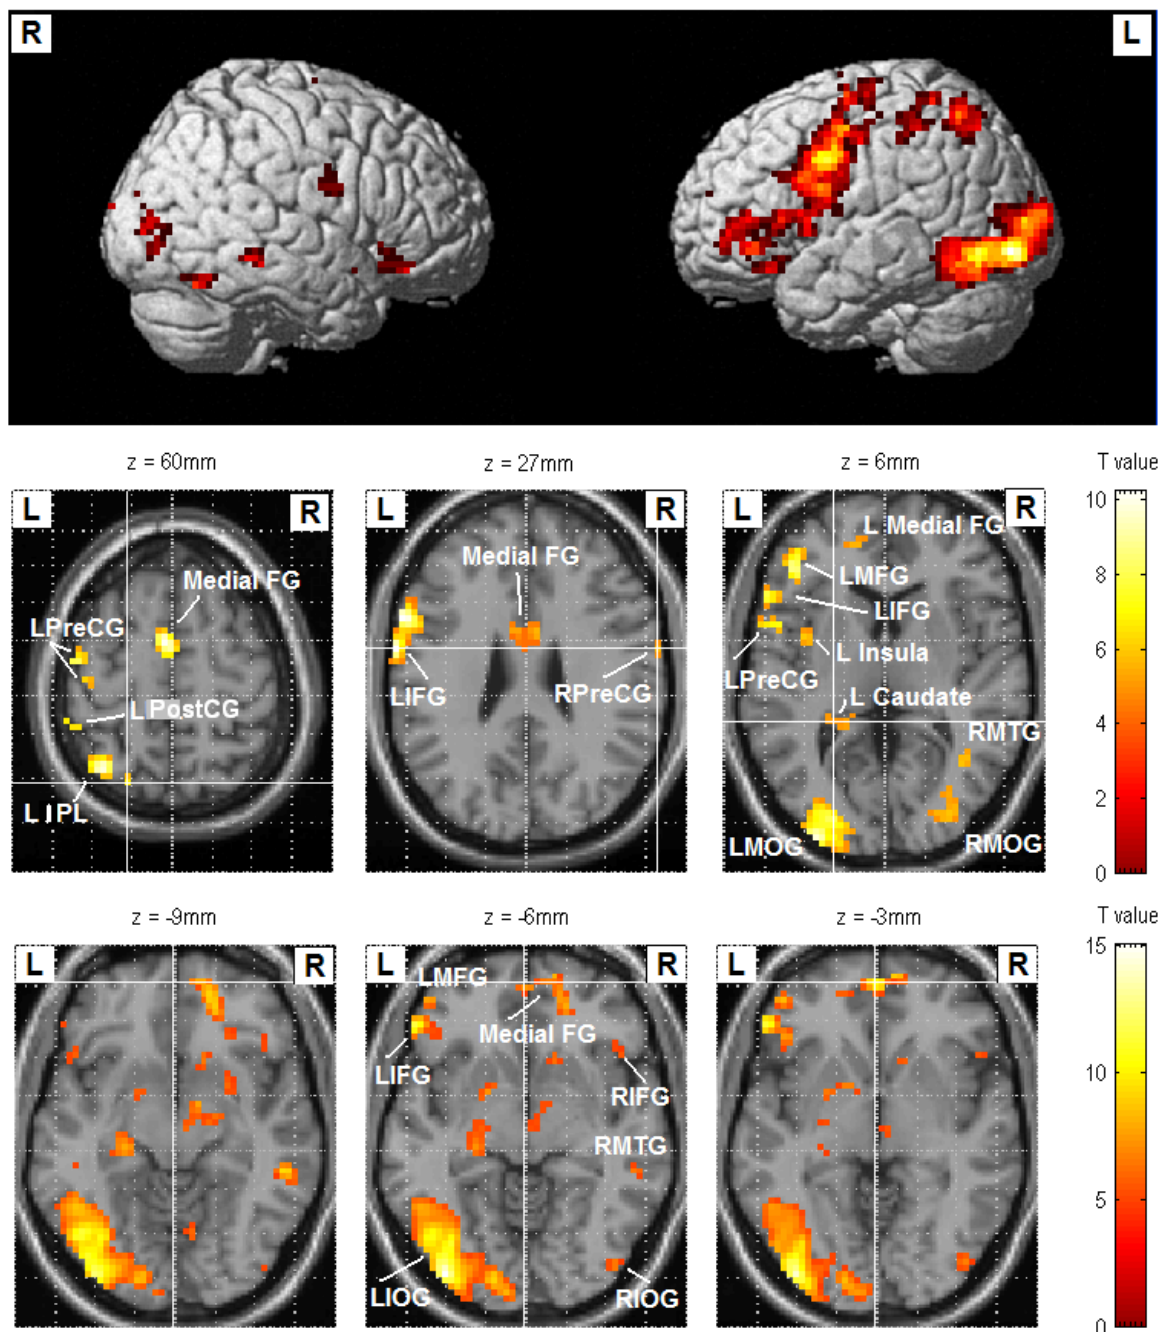 R
L
z = 60mm
z = 27mm
z = 6mm
T value
L
R
L
R
L
R
Medial FG
LPreCG
L PostCG
L IPL
Medial FG
LIFG
RPreCG
L Medial FG
LMFG
LIFG
L Insula
LPreCG
L Caudate
RMTG
LMOG
RMOG
10
8
6
4
2
0
z = -9mm
z = -6mm
z = -3mm
T value
L
R
L
R
L
R
LMFG
Medial FG
LIFG
RIFG
RMTG
LIOG
RIOG
15
10
5
0